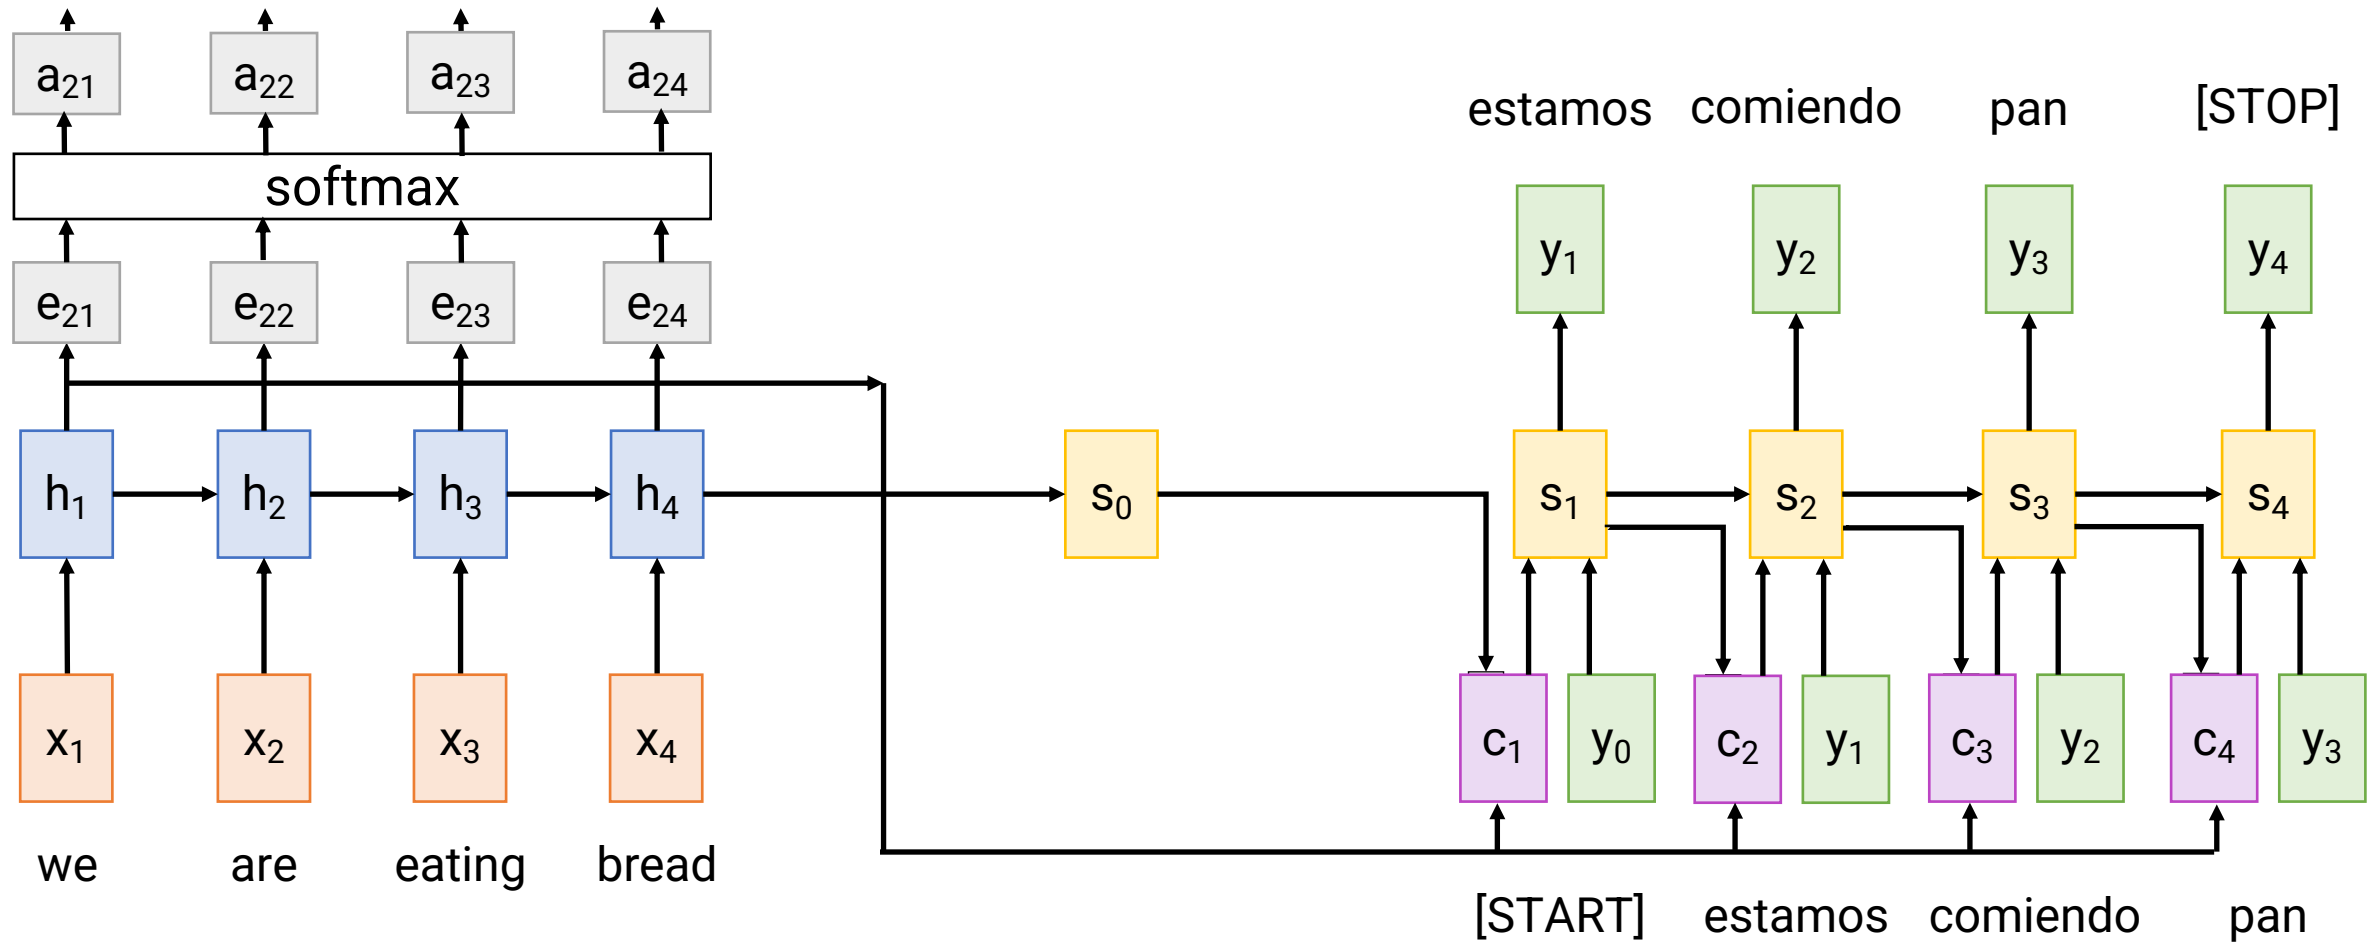 a21 a22 a23 a24
estamos comiendo pan [STOP]
softmax
y1 y2 y3 y4
e21 e22 e23 e24
h1 h2 h3 h4 s0 s1 s2 s3 s4
x1 x2 x3 x4 c1 y0 c2 y1 c3 y2 c4 y3
we are eating bread
[START] estamos comiendo pan